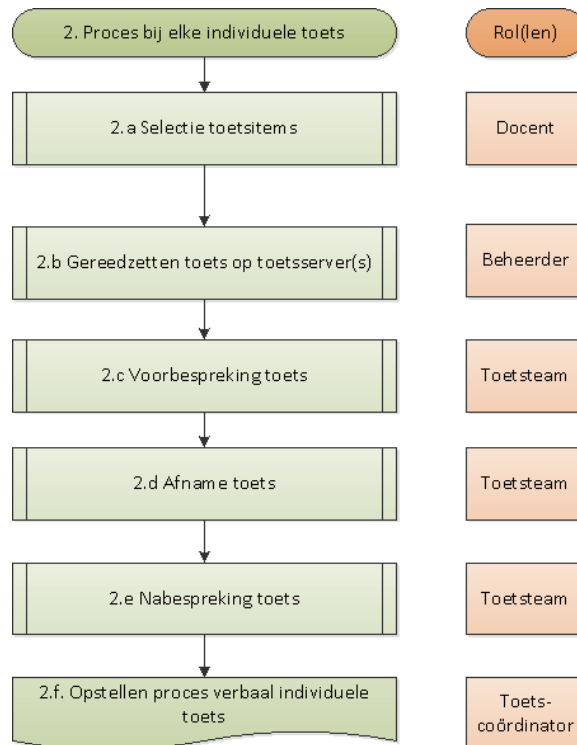 2. Proces bij elke individuele toets
Rol(len)
2.a Selectie toetsitems
Docent
2.b Gereedzetten toets op toetsserver(s)
Beheerder
2.c Voorbespreking toets
Toetsteam
2.d Afname toets
Toetsteam
2.e Nabespreking toets
Toetsteam
2.f. Opstellen proces verbaal individuele
toets
Toets-
coördinator